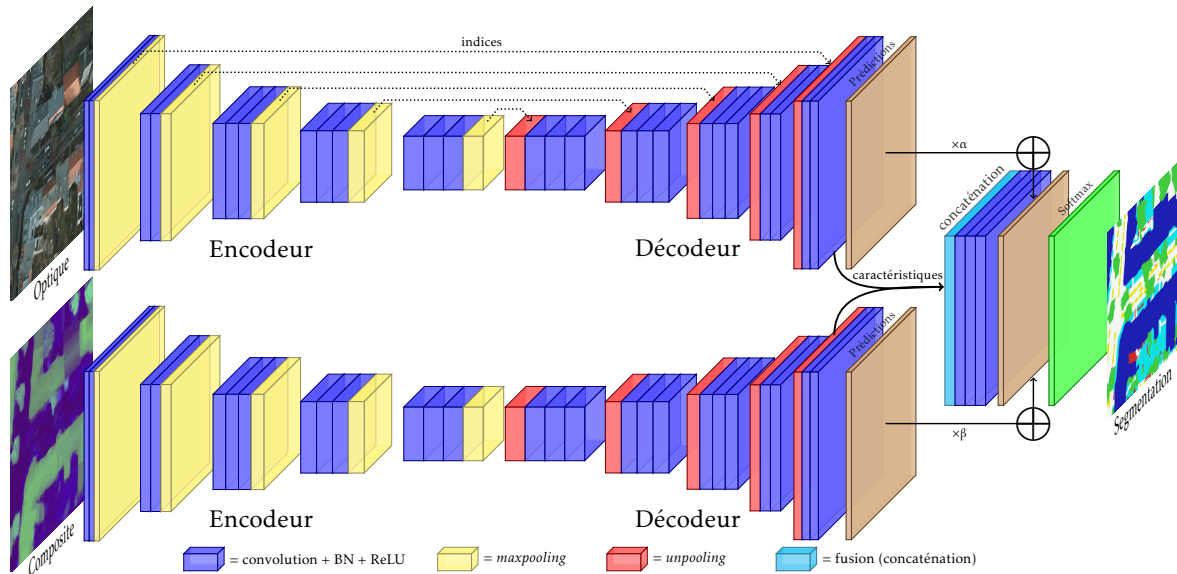 indices
Prédictions
Optique
Encodeur
Décodeur
×α
concaténation
Softmax
caractéristiques
Segmentation
Prédictions
Composite
Encodeur
Décodeur
×β
= convolution + BN + ReLU
= maxpooling
= unpooling
= fusion (concaténation)